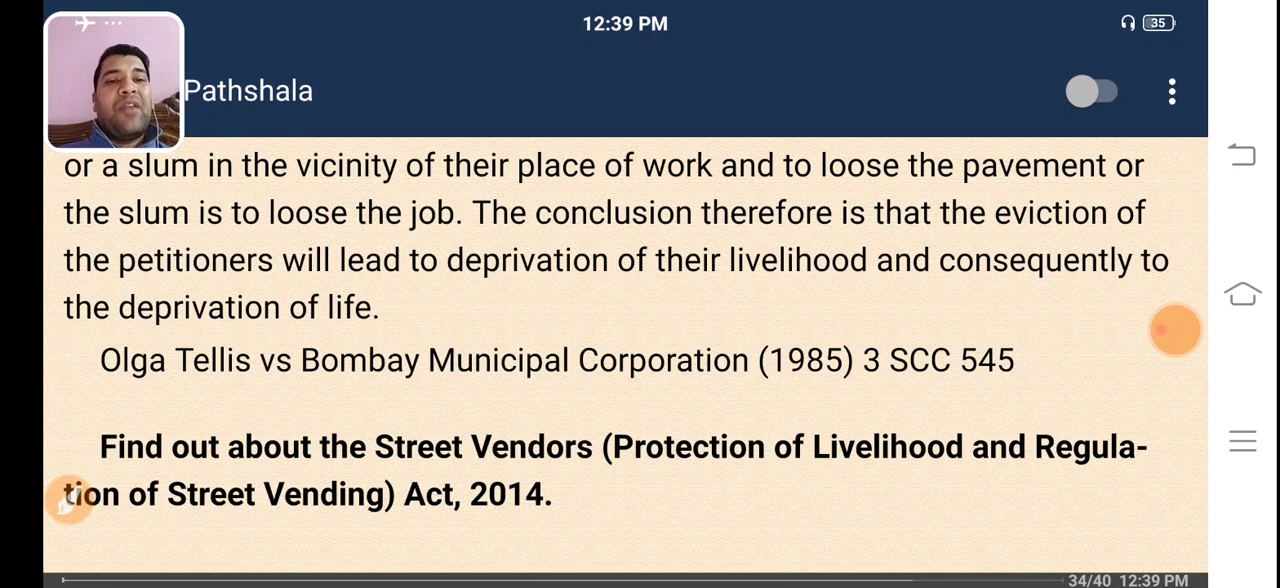 12:39 PM
35
Pathshala
or a slum in the vicinity of their place of work and to loose the pavement or
the slum is to loose the job. The conclusion therefore is that the eviction of
the petitioners will lead to deprivation of their livelihood and consequently to
the deprivation of life.
Olga Tellis vs Bombay Municipal Corporation (1985) 3 SCC 545
Find out about the Street Vendors (Protection of Livelihood and Regula-
tion of Street Vending) Act, 2014.
34/40 12:39 PM